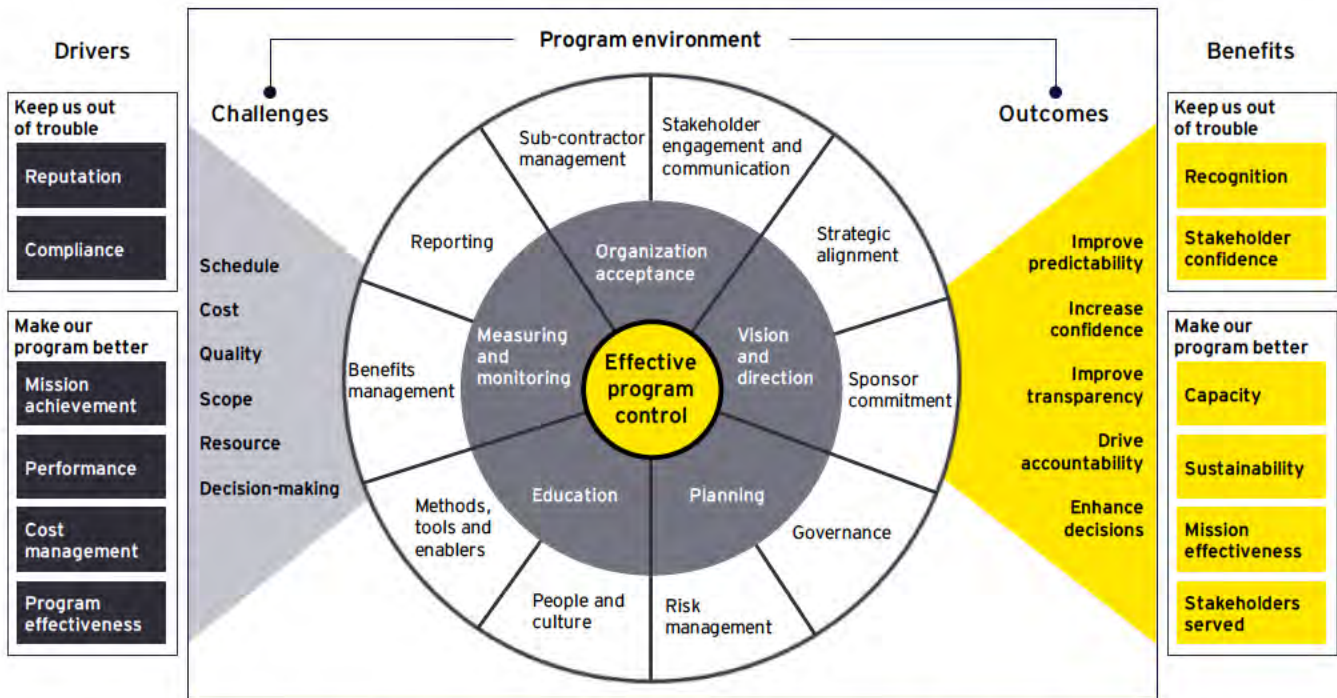 Drivers
Keep us out
of trouble
Reputation
Compliance
Make our
program better
Mission
achievement
Performance
Cost
management
Program
effectiveness
Program environment
Challenges
Outcomes
Schedule
Cost
Quality
Scope
Resource
Decision-making
Sub-contractor
management
Stakeholder
engagement and
communication
Reporting
Strategic
alignment
Benefits
management
Sponsor
commitment
Methods,
tools and
enablers
Governance
People and
culture
Risk
management
Organization
acceptance
Measuring
and
monitoring
Vision
and
direction
Education
Planning
Effective
program
control
Improve
predictability
Increase
confidence
Improve
transparency
Drive
accountability
Enhance
decisions
Benefits
Keep us out
of trouble
Recognition
Stakeholder
confidence
Make our
program better
Capacity
Sustainability
Mission
effectiveness
Stakeholders
served